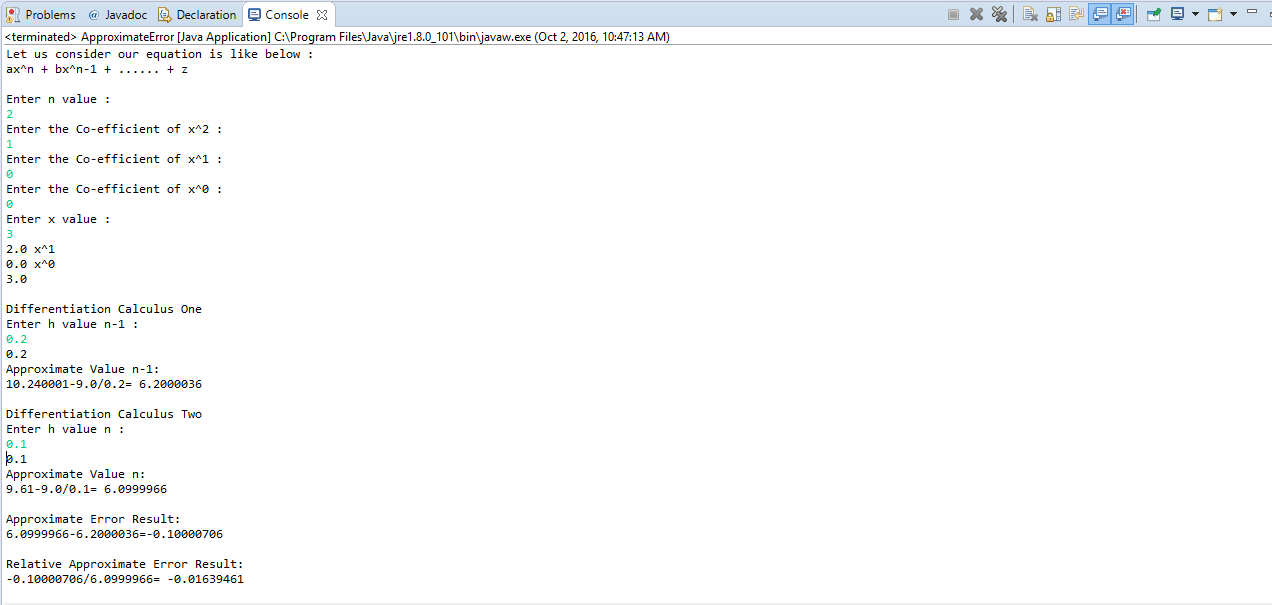 Problems @ Javadoc Declaration Console
<terminated> ApproximateError [Java Application] C:\Program Files\Java\jre1.8.0_101\bin\javaw.exe (Oct 2, 2016, 10:47:13 AM)
Let us consider our equation is like below :
ax^n + bx^n-1 + ...... + z
Enter n value :
2
Enter the Co-efficient of x^2 :
1
Enter the Co-efficient of x^1 :
0
Enter the Co-efficient of x^0 :
0
Enter x value :
3
2.0 x^1
0.0 x^0
3.0
Differentiation Calculus One
Enter h value n-1 :
0.2
0.2
Approximate Value n-1:
10.240001-9.0/0.2= 6.2000036
Differentiation Calculus Two
Enter h value n :
0.1
0.1
Approximate Value n:
9.61-9.0/0.1= 6.0999966
Approximate Error Result:
6.0999966-6.2000036=-0.10000706
Relative Approximate Error Result:
-0.10000706/6.0999966= -0.01639461